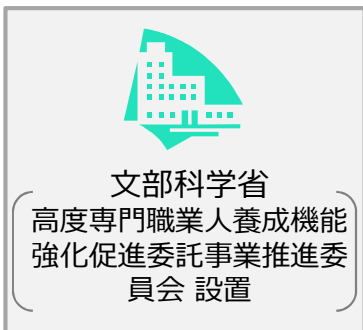 文部科学省
高度専門職業人養成機能
強化促進委託事業推進委
員会 設置